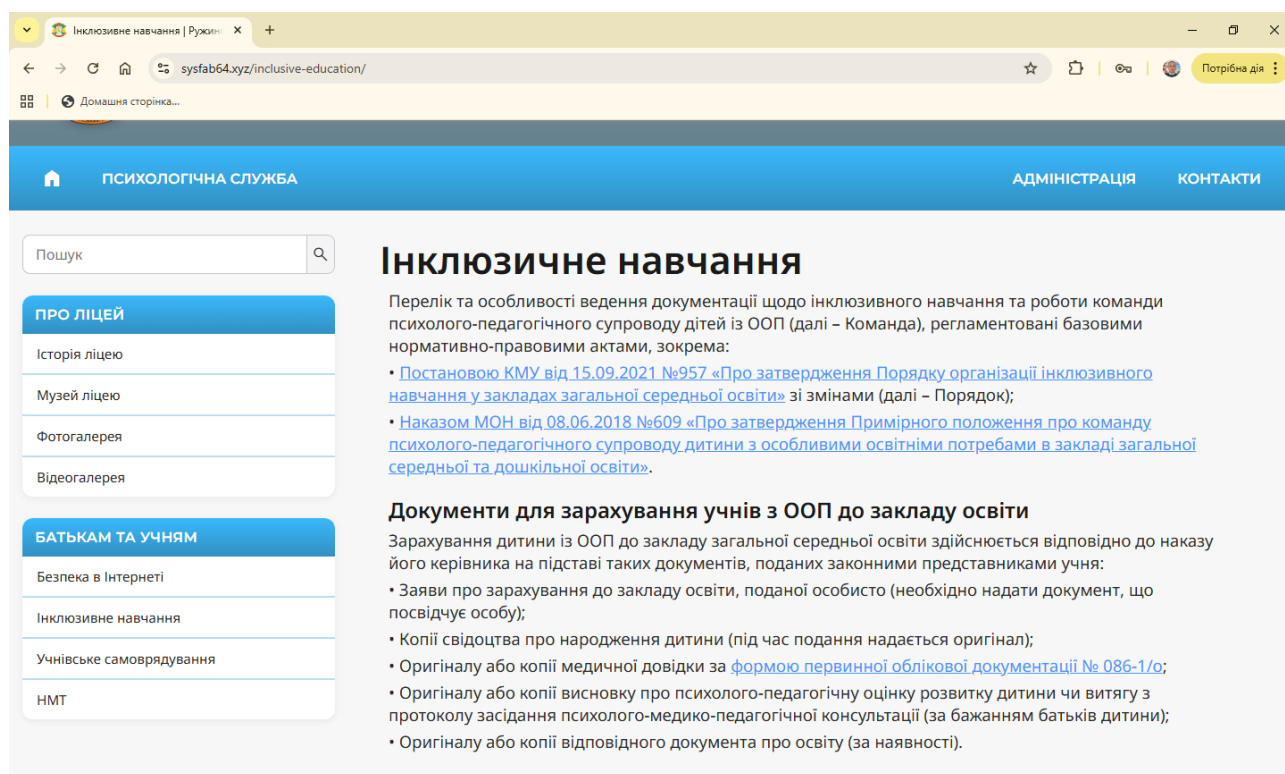 Інклюзивне навчання | Ружин
sysfab64.xyz/inclusive-education/
Потрібна дія
Домашня сторінка...
ПСИХОЛОГІЧНА СЛУЖБА
АДМІНІСТРАЦІЯ
КОНТАКТИ
Пошук
ПРО ЛІЦЕЙ
Історія ліцею
Музей ліцею
Фотогалерея
Відеогалерея
БАТЬКАМ ТА УЧНЯМ
Безпека в Інтернеті
Інклюзивне навчання
Учнівське самоврядування
НМТ
Інклюзичне навчання
Перелік та особливості ведення документації щодо інклюзивного навчання та роботи команди
психолого-педагогічного супроводу дітей із ООП (далі – Команда), регламентовані базовими
нормативно-правовими актами, зокрема:
• Постановою КМУ від 15.09.2021 №957 «Про затвердження Порядку організації інклюзивного
навчання у закладах загальної середньої освіти» зі змінами (далі – Порядок);
• Наказом МОН від 08.06.2018 №609 «Про затвердження Примірного положення про команду
психолого-педагогічного супроводу дитини з особливими освітніми потребами в закладі загальної
середньої та дошкільної освіти».
Документи для зарахування учнів з ООП до закладу освіти
Зарахування дитини із ООП до закладу загальної середньої освіти здійснюється відповідно до наказу
його керівника на підставі таких документів, поданих законними представниками учня:
• Заяви про зарахування до закладу освіти, поданої особисто (необхідно надати документ, що
посвідчує особу);
• Копії свідоцтва про народження дитини (під час подання надається оригінал);
• Оригіналу або копії медичної довідки за формою первинної облікової документації № 086-1/о;
• Оригіналу або копії висновку про психолого-педагогічну оцінку розвитку дитини чи витягу з
протоколу засідання психолого-медико-педагогічної консультації (за бажанням батьків дитини);
• Оригіналу або копії відповідного документа про освіту (за наявності).